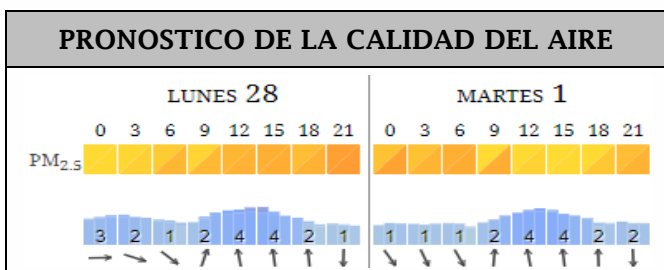 PRONOSTICO DE LA CALIDAD DEL AIRE
LUNES 28 MARTES 1
0 3 6 9 12 15 18 21 0 3 6 9 12 15 18 21
PM2.5
3 2 1 2 4 4 2 1 1 1 1 2 4 4 2 2